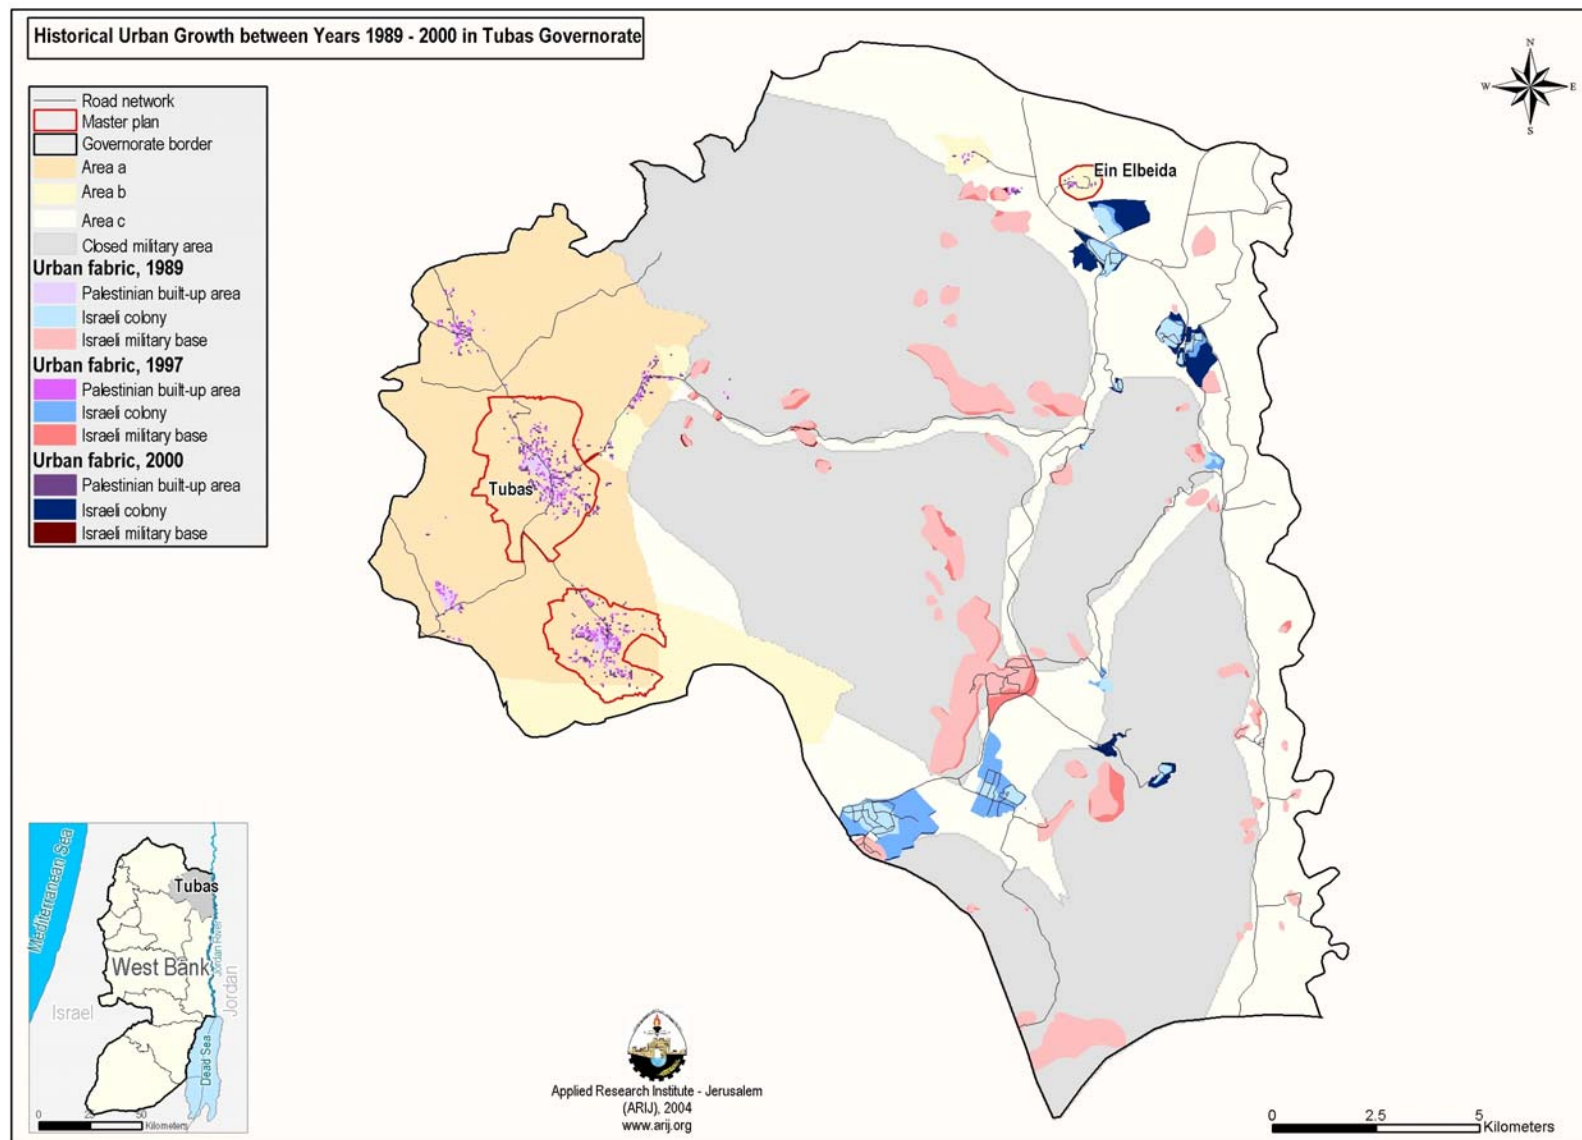 Historical Urban Growth between Years 1989 - 2000 in Tubas Governorate
Road network
Master plan
Governorate border
Area a
Area b
Area c
Closed military area
Urban fabric, 1989
Palestinian built-up area
Israeli colony
Israeli military base
Urban fabric, 1997
Palestinian built-up area
Israeli colony
Israeli military base
Urban fabric, 2000
Palestinian built-up area
Israeli colony
Israeli military base
N
W
E
S
Ein Elbeida
Tubas
Mediterranean Sea
Tubas
Jordan River
West Bank
Jordan
Israel
Dead Sea
0 25 50
Kilometers
Applied Research Institute - Jerusalem
(ARIJ), 2004
www.arij.org
0 2.5 5
Kilometers